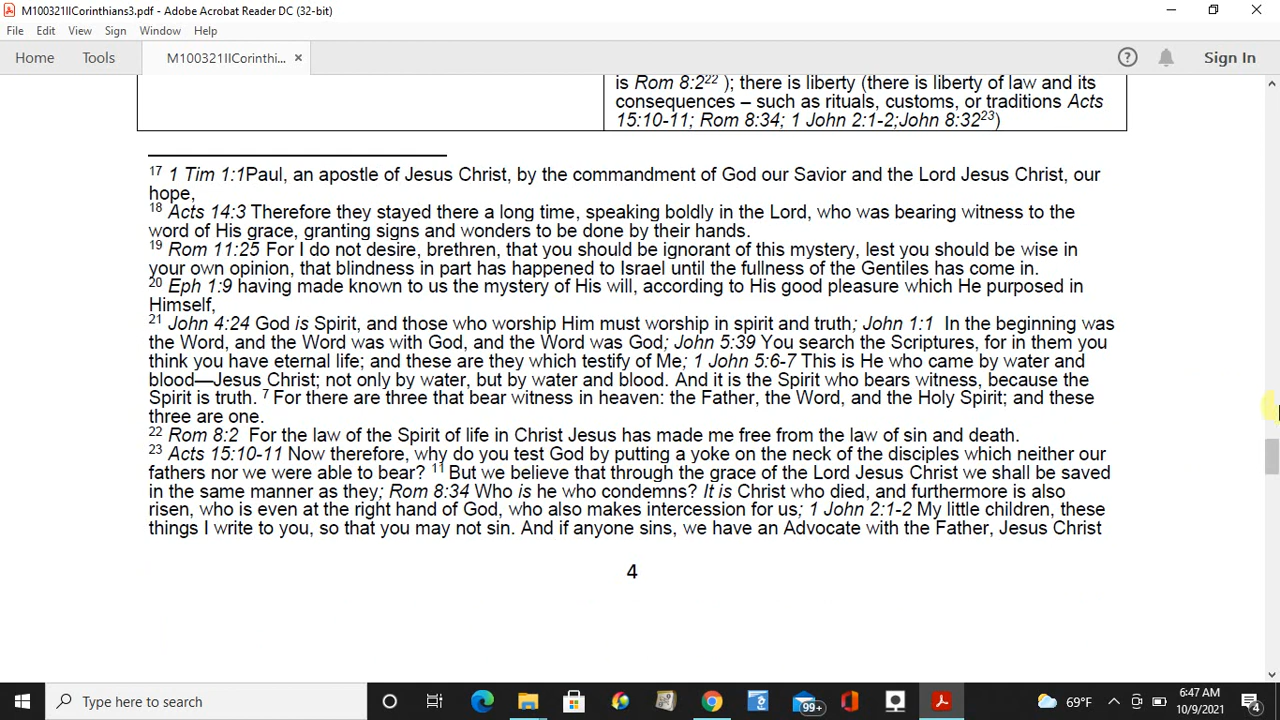 M100321IICorinthians3.pdf - Adobe Acrobat Reader DC (32-bit)
File Edit View Sign Window Help
Home Tools M100321IICorinthi... × Sign In
is Rom 8:2²² ); there is liberty (there is liberty of law and its
consequences – such as rituals, customs, or traditions Acts
15:10-11; Rom 8:34; 1 John 2:1-2;John 8:32²³)
¹⁷ 1 Tim 1:1Paul, an apostle of Jesus Christ, by the commandment of God our Savior and the Lord Jesus Christ, our
hope,
¹⁸ Acts 14:3 Therefore they stayed there a long time, speaking boldly in the Lord, who was bearing witness to the
word of His grace, granting signs and wonders to be done by their hands.
¹⁹ Rom 11:25 For I do not desire, brethren, that you should be ignorant of this mystery, lest you should be wise in
your own opinion, that blindness in part has happened to Israel until the fullness of the Gentiles has come in.
²⁰ Eph 1:9 having made known to us the mystery of His will, according to His good pleasure which He purposed in
Himself,
²¹ John 4:24 God is Spirit, and those who worship Him must worship in spirit and truth; John 1:1 In the beginning was
the Word, and the Word was with God, and the Word was God; John 5:39 You search the Scriptures, for in them you
think you have eternal life; and these are they which testify of Me; 1 John 5:6-7 This is He who came by water and
blood—Jesus Christ; not only by water, but by water and blood. And it is the Spirit who bears witness, because the
Spirit is truth. ⁷ For there are three that bear witness in heaven: the Father, the Word, and the Holy Spirit; and these
three are one.
²² Rom 8:2 For the law of the Spirit of life in Christ Jesus has made me free from the law of sin and death.
²³ Acts 15:10-11 Now therefore, why do you test God by putting a yoke on the neck of the disciples which neither our
fathers nor we were able to bear? ¹¹ But we believe that through the grace of the Lord Jesus Christ we shall be saved
in the same manner as they; Rom 8:34 Who is he who condemns? It is Christ who died, and furthermore is also
risen, who is even at the right hand of God, who also makes intercession for us; 1 John 2:1-2 My little children, these
things I write to you, so that you may not sin. And if anyone sins, we have an Advocate with the Father, Jesus Christ
4
Type here to search 99+ 69°F 6:47 AM
10/9/2021 4